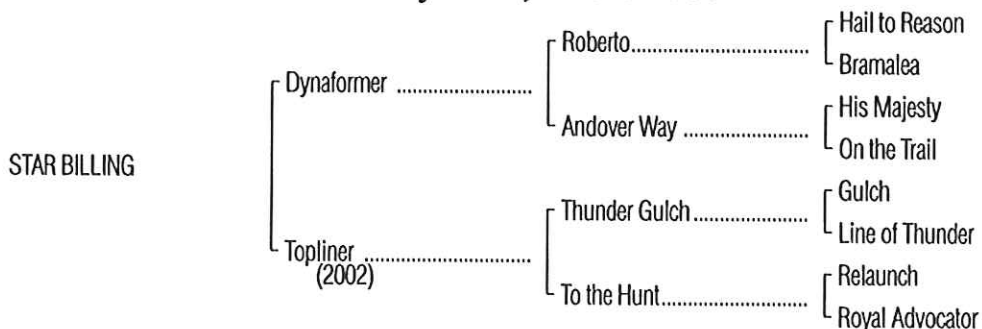 Hail to Reason
Roberto
Bramalea
Dynaformer
His Majesty
Andover Way
On the Trail
STAR BILLING
Gulch
Thunder Gulch
Line of Thunder
Topliner
(2002)
Relaunch
To the Hunt
Royal Advocator